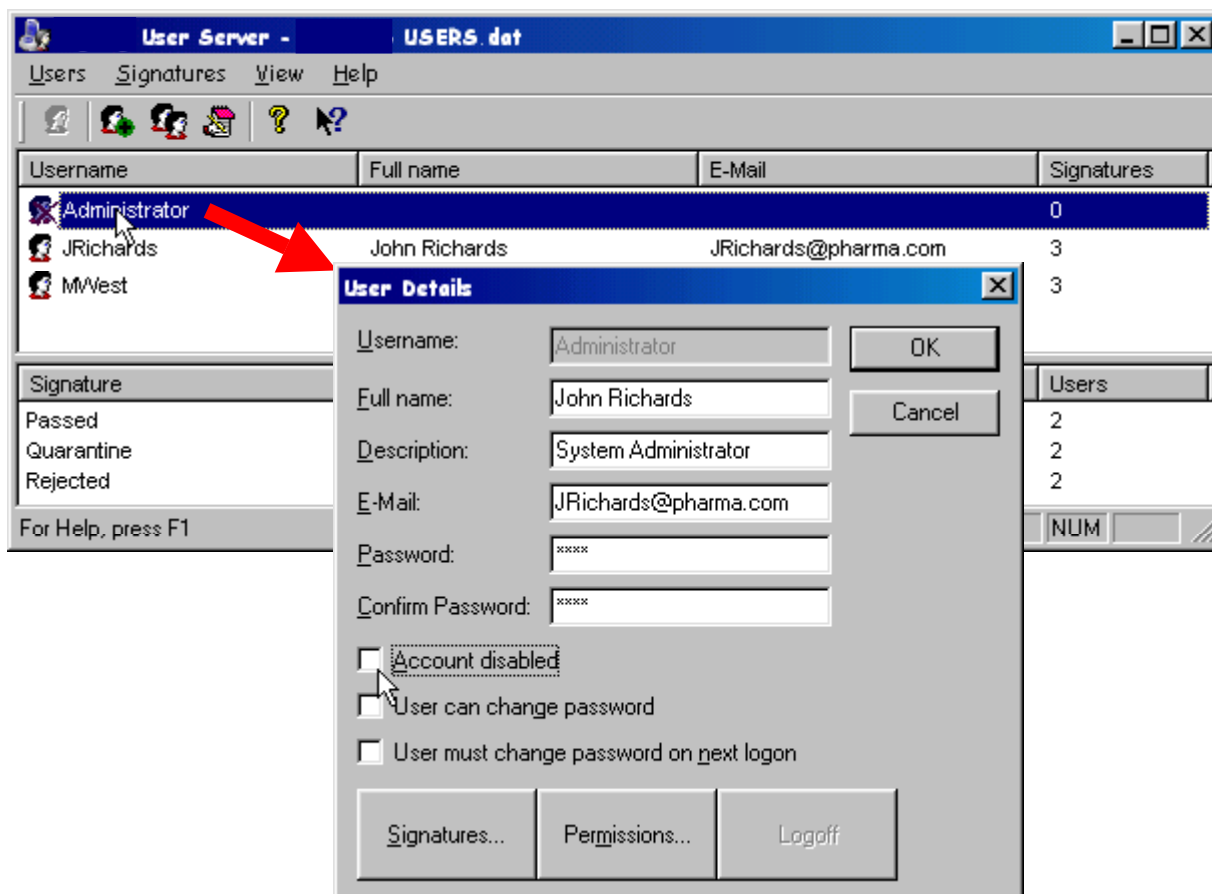 User Server - USERS.dat
Users Signatures View Help
Username Full name E-Mail Signatures
Administrator 0
JRichards John Richards JRichards@pharma.com 3
MWest 3
Signature Users
Passed 2
Quarantine 2
Rejected 2
For Help, press F1 NUM
User Details
Username: Administrator OK
Full name: John Richards Cancel
Description: System Administrator
E-Mail: JRichards@pharma.com
Password: ****
Confirm Password: ****
Account disabled
User can change password
User must change password on next logon
Signatures... Permissions... Logoff